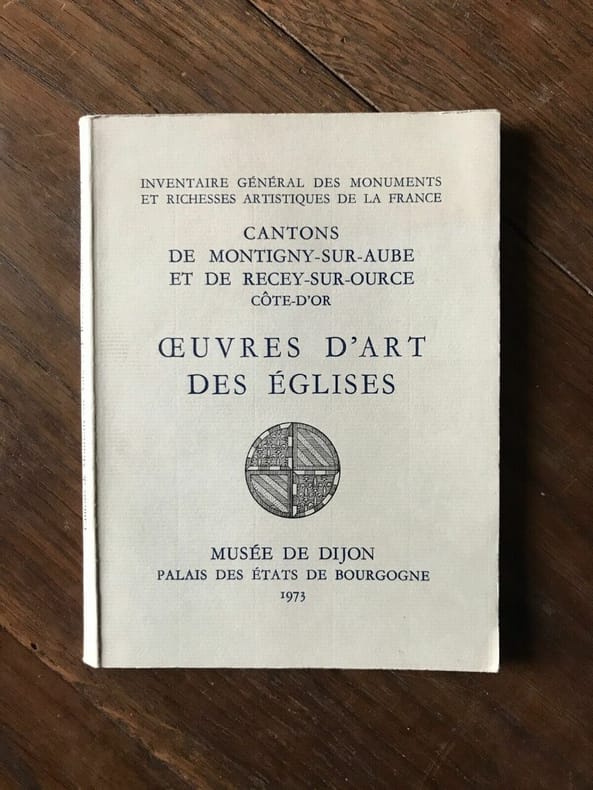 INVENTAIRE GÉNÉRAL DES MONUMENTS
ET RICHESSES ARTISTIQUES DE LA FRANCE
CANTONS
DE MONTIGNY-SUR-AUBE
ET DE RECEY-SUR-OURCE
CÔTE-D'OR
ŒUVRES D'ART
DES ÉGLISES
MUSÉE DE DIJON
PALAIS DES ÉTATS DE BOURGOGNE
1973